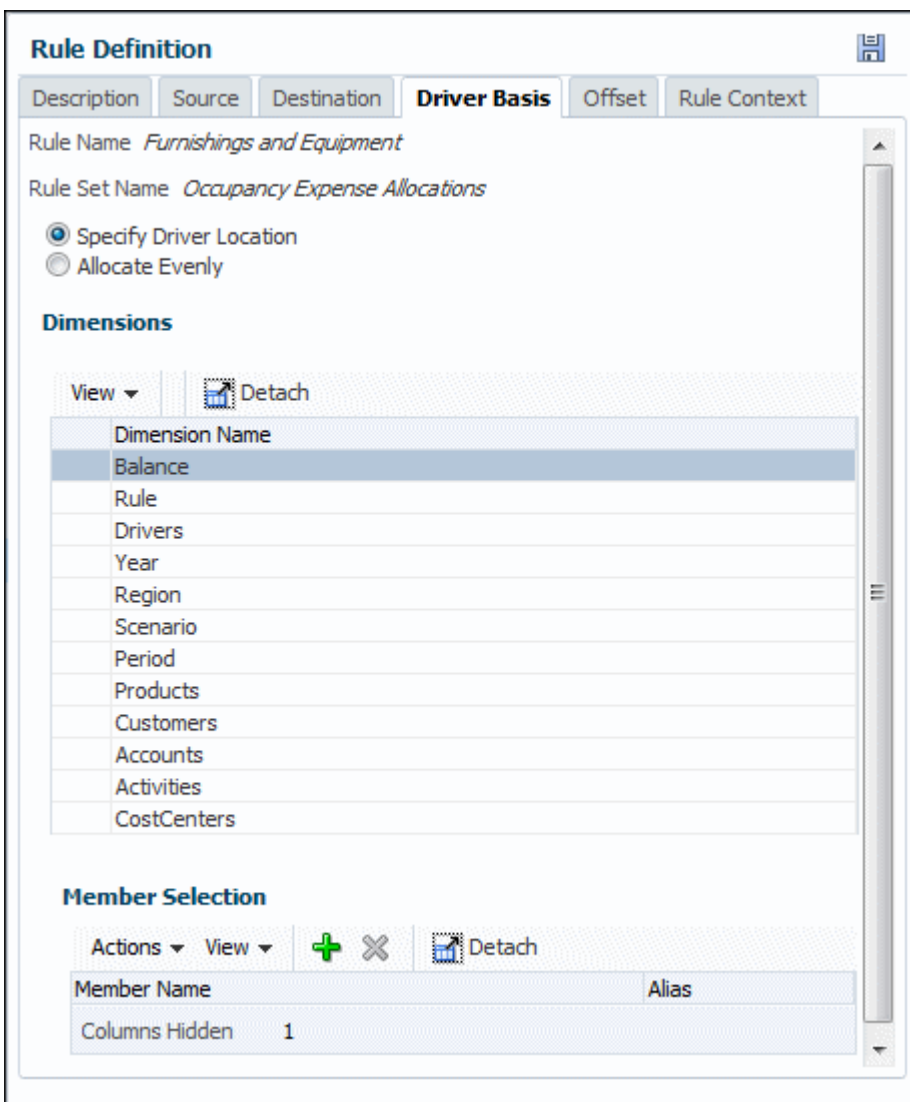 Rule Definition
Description Source Destination Driver Basis Offset Rule Context
Rule Name Furnishings and Equipment
Rule Set Name Occupancy Expense Allocations
Specify Driver Location
Allocate Evenly
Dimensions
View Detach
Dimension Name
Balance
Rule
Drivers
Year
Region
Scenario
Period
Products
Customers
Accounts
Activities
CostCenters
Member Selection
Actions View Detach
Member Name Alias
Columns Hidden 1